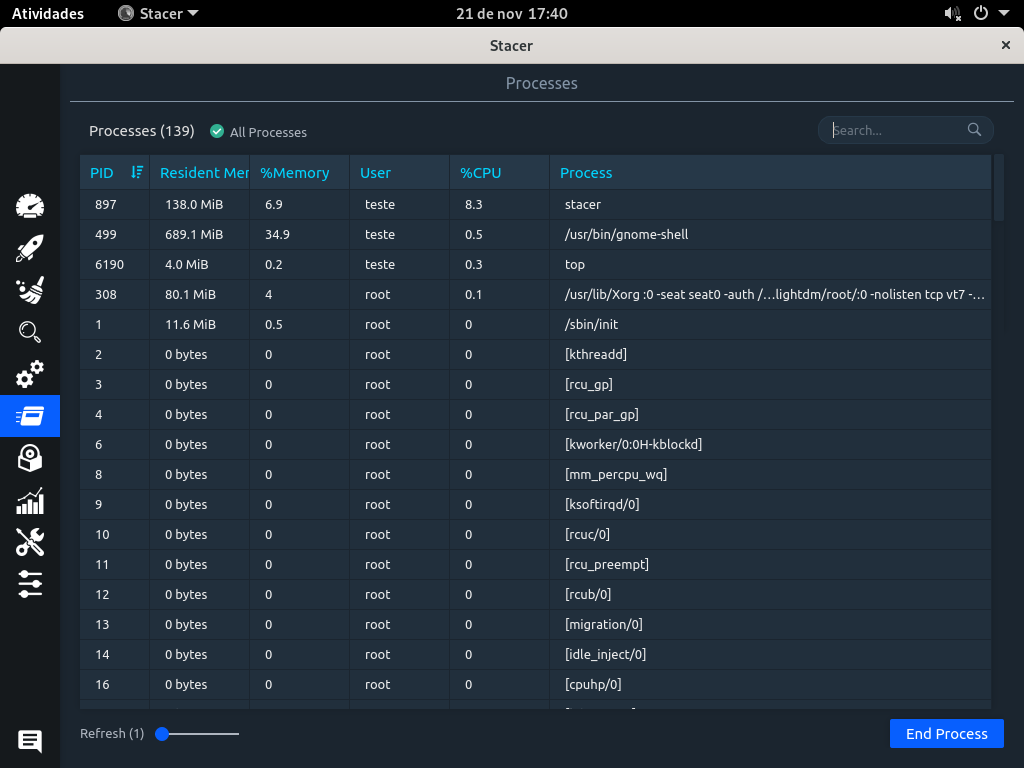 Atividades Stacer 21 de nov 17:40
Stacer
Processes
Processes (139) All Processes Search...
PID Resident Mer %Memory User %CPU Process
897 138.0 MiB 6.9 teste 8.3 stacer
499 689.1 MiB 34.9 teste 0.5 /usr/bin/gnome-shell
6190 4.0 MiB 0.2 teste 0.3 top
308 80.1 MiB 4 root 0.1 /usr/lib/Xorg :0 -seat seat0 -auth /...lightdm/root/:0 -nolisten tcp vt7 -...
1 11.6 MiB 0.5 root 0 /sbin/init
2 0 bytes 0 root 0 [kthreadd]
3 0 bytes 0 root 0 [rcu_gp]
4 0 bytes 0 root 0 [rcu_par_gp]
6 0 bytes 0 root 0 [kworker/0:0H-kblockd]
8 0 bytes 0 root 0 [mm_percpu_wq]
9 0 bytes 0 root 0 [ksoftirqd/0]
10 0 bytes 0 root 0 [rcuc/0]
11 0 bytes 0 root 0 [rcu_preempt]
12 0 bytes 0 root 0 [rcub/0]
13 0 bytes 0 root 0 [migration/0]
14 0 bytes 0 root 0 [idle_inject/0]
16 0 bytes 0 root 0 [cpuhp/0]
Refresh (1) End Process